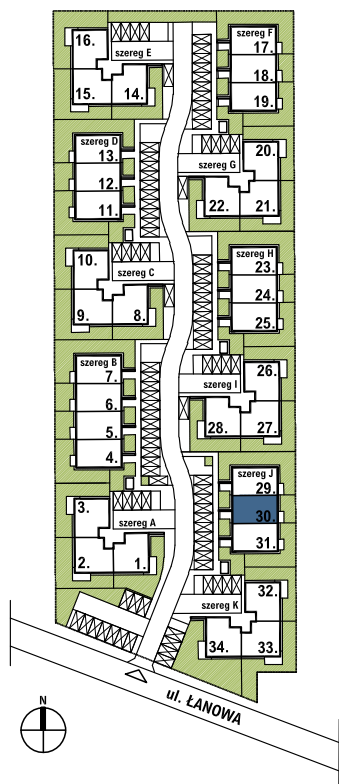 16.
szereg E
15.
14.
szereg F
17.
18.
19.
szereg D
13.
12.
11.
szereg G
20.
22.
21.
10.
szereg C
9.
8.
szereg H
23.
24.
25.
szereg B
7.
6.
5.
4.
26.
szereg I
28.
27.
3.
szereg A
2.
1.
szereg J
29.
30.
31.
szereg K
32.
34.
33.
ul. ŁANOWA
N